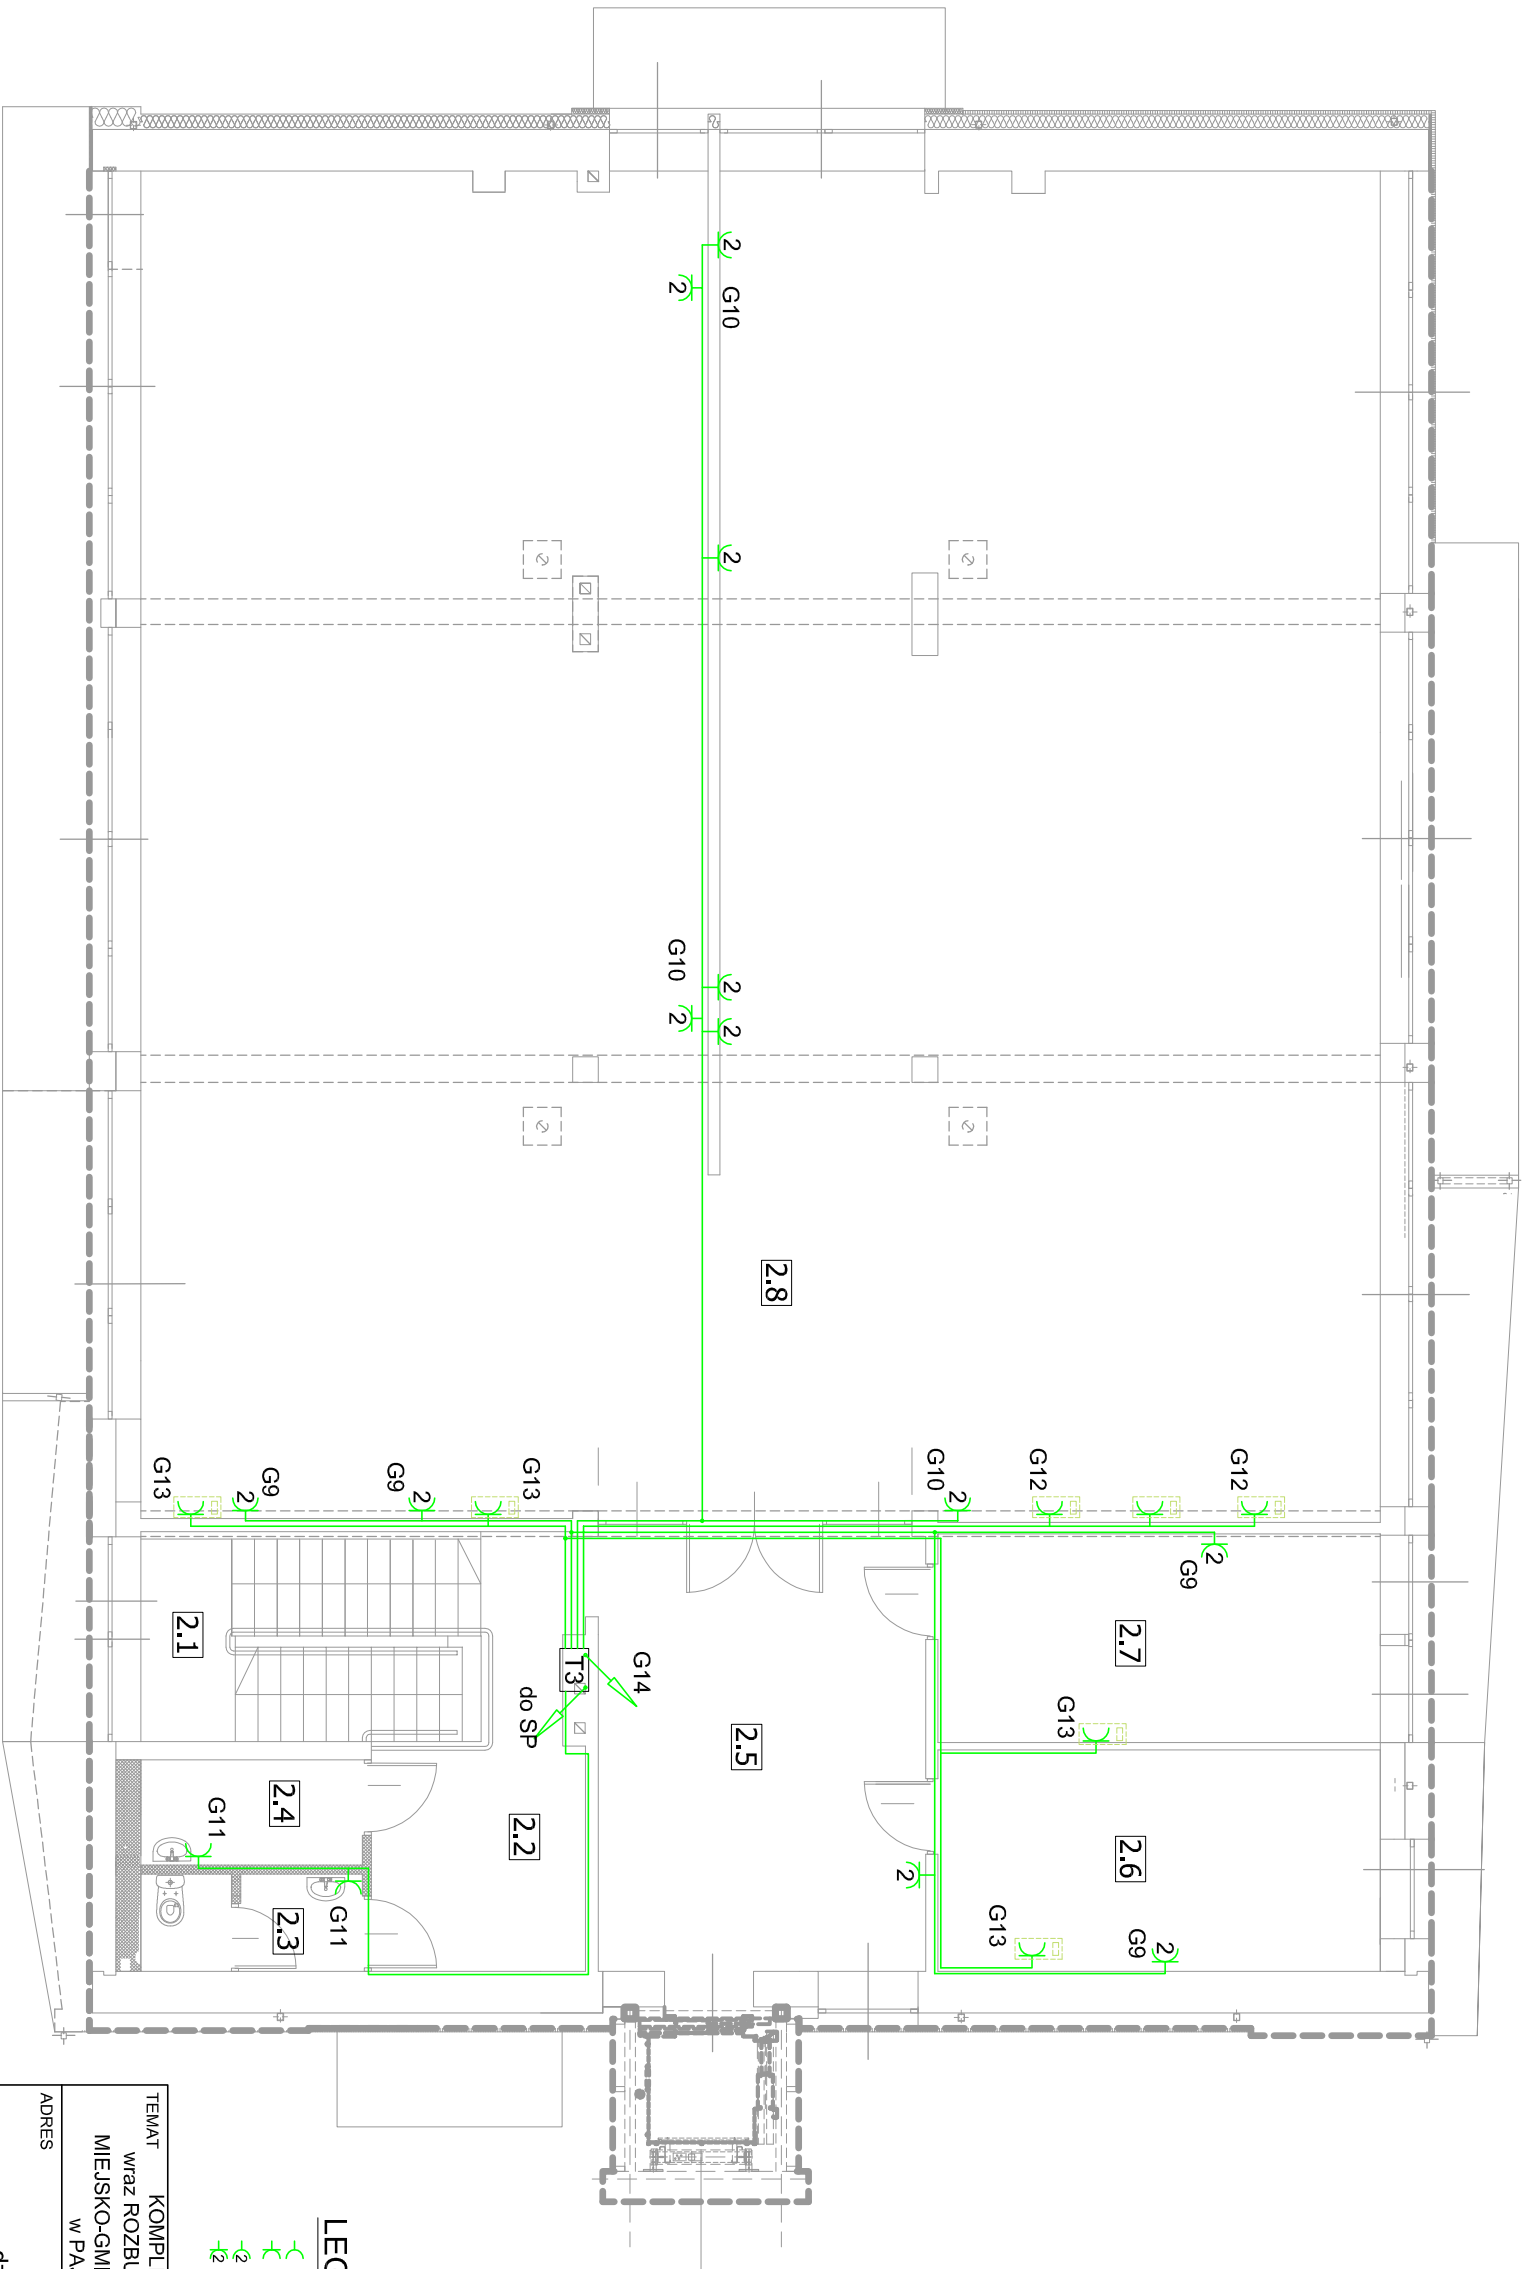 G12
2
G9
2
G9
2.7
2.6
G13
G12
G13
2
G10
2
2.8
2.5
2
2
2
2
G10
2
G10
2
G14
T3
G13
do SP
2.2
2
G9
G11
LEG
2.3
2.4
G9
2
2
2
G11
2.1
G13
TEMAT KOMPL
wraz ROZBU
MIEJSKO-GMI
w PA
ADRES